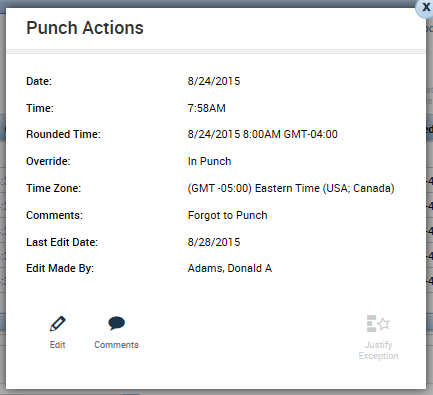 X
Punch Actions
Date: 8/24/2015
Time: 7:58AM
Rounded Time: 8/24/2015 8:00AM GMT-04:00
Override: In Punch
Time Zone: (GMT -05:00) Eastern Time (USA; Canada)
Comments: Forgot to Punch
Last Edit Date: 8/28/2015
Edit Made By: Adams, Donald A
Edit Comments Justify
Exception